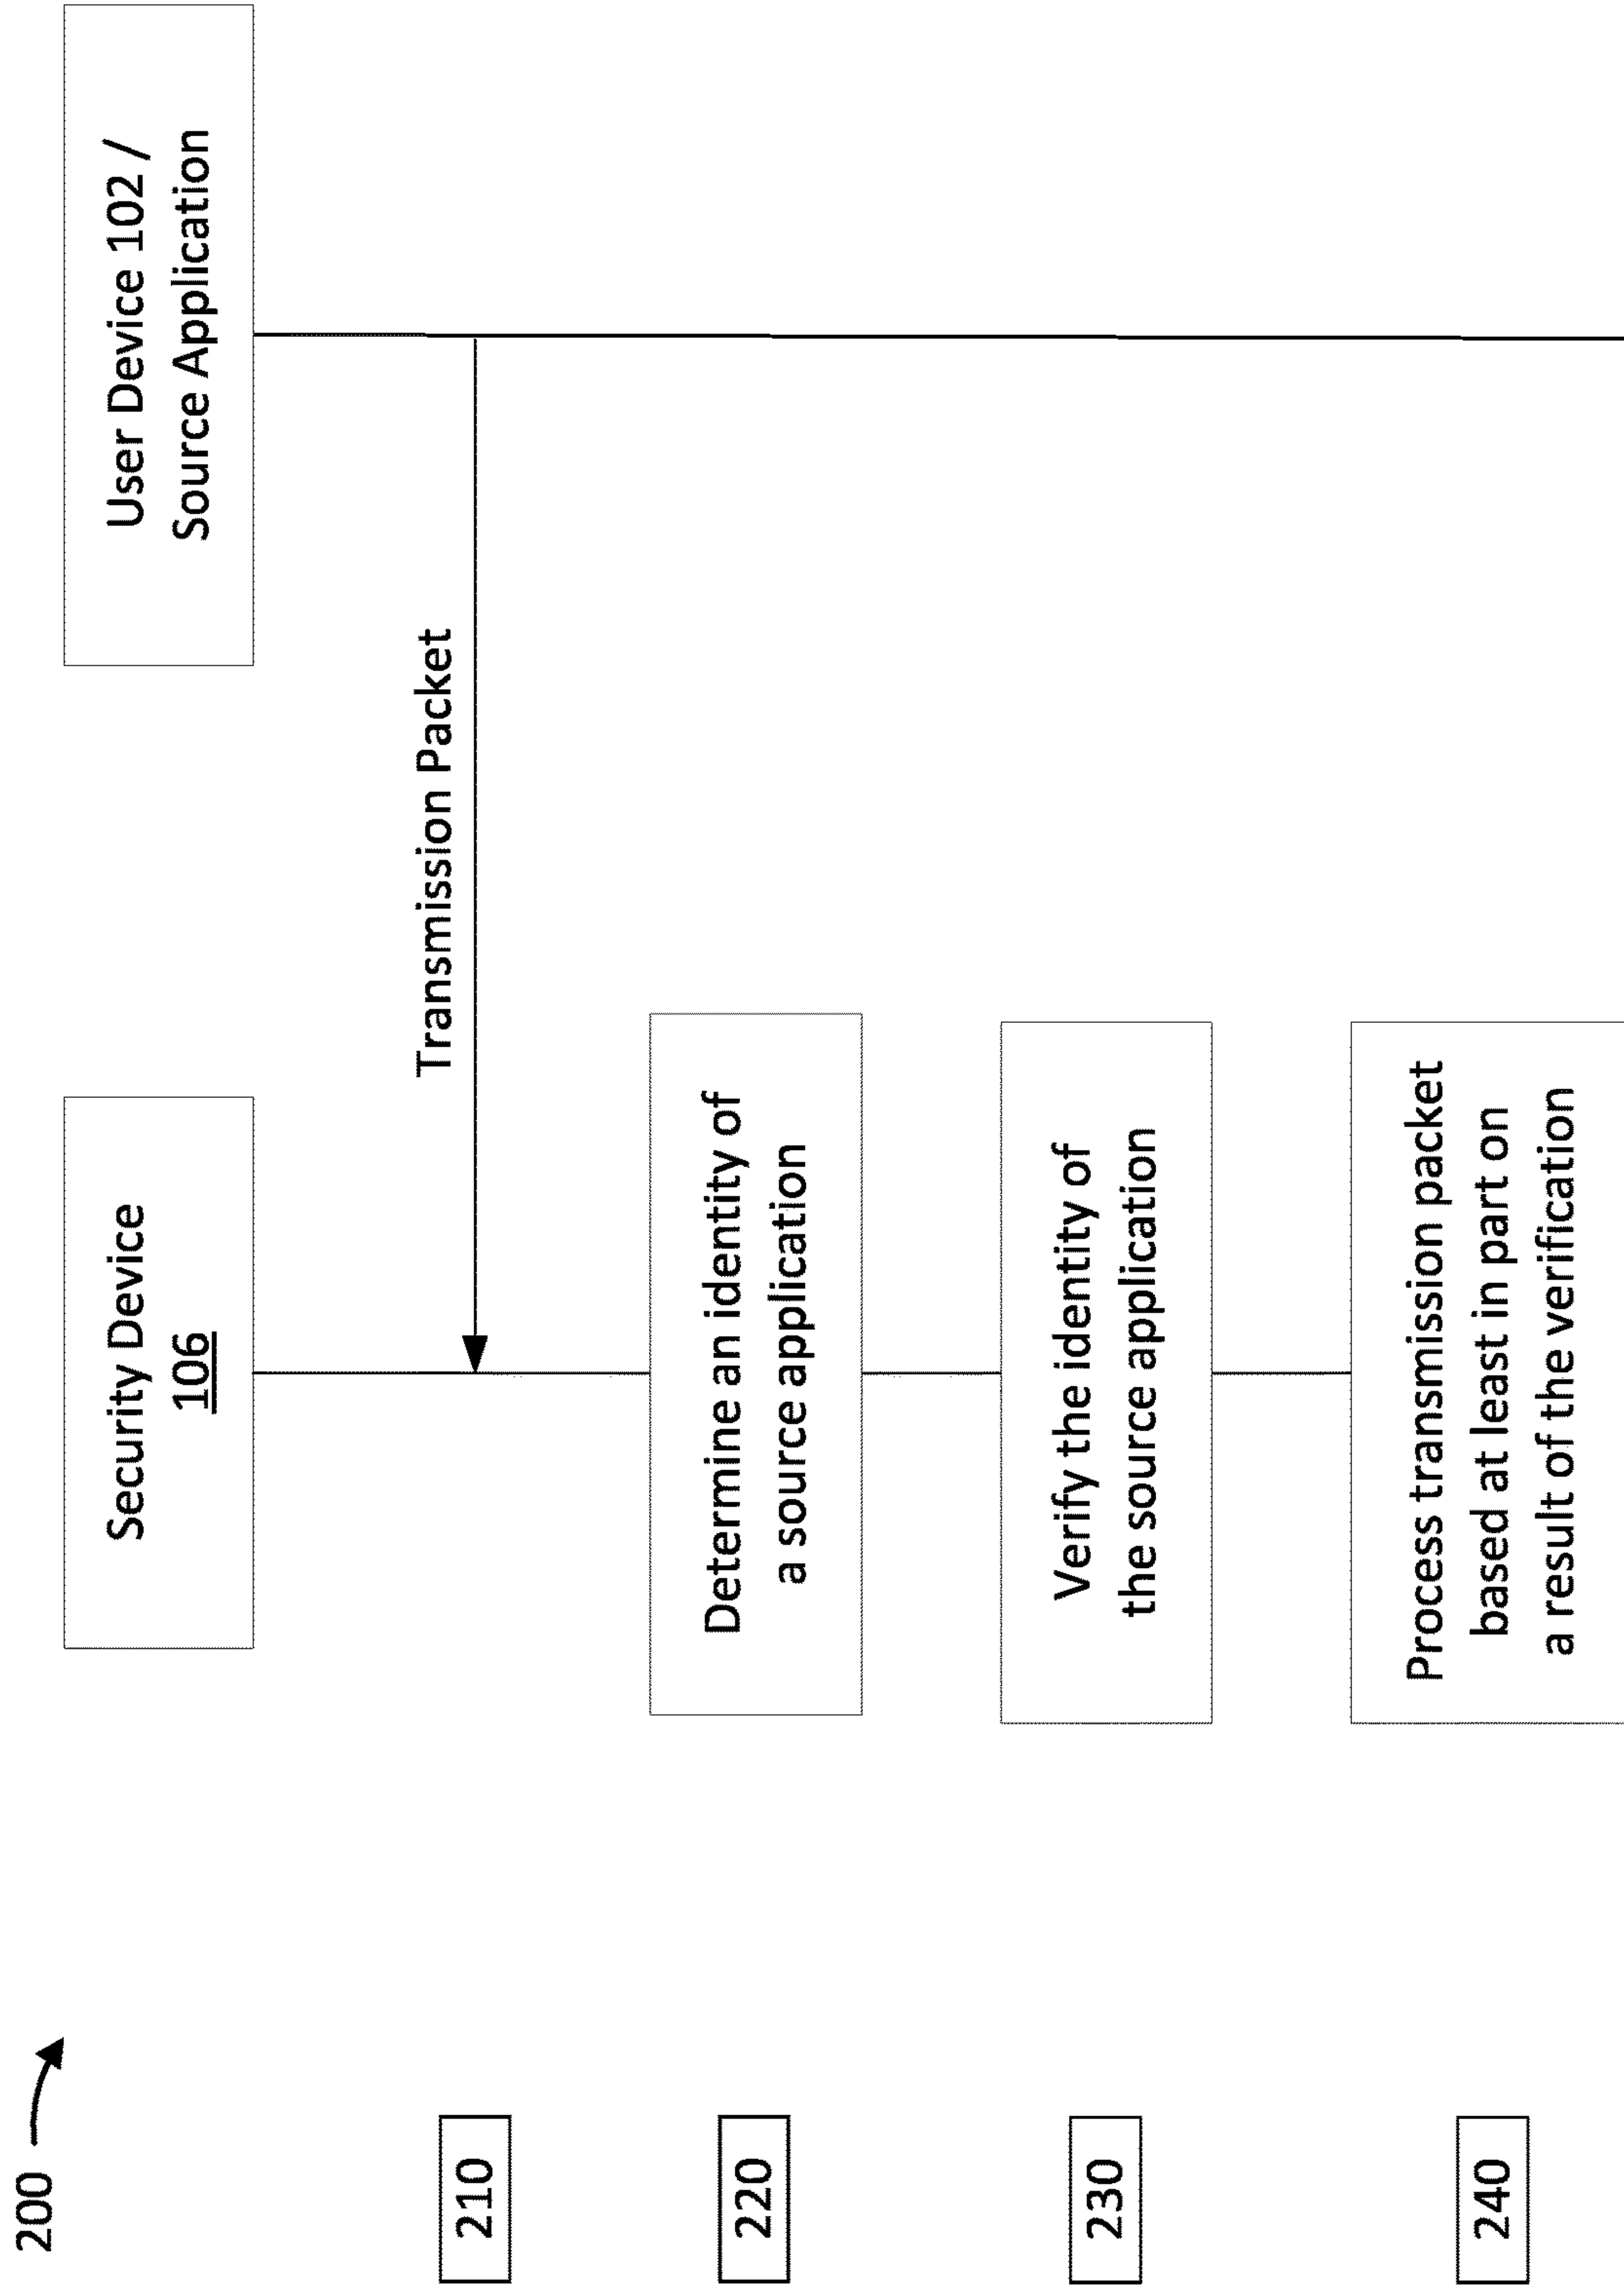 200
Security Device
106
User Device 102 /
Source Application
210
Transmission Packet
220
Determine an identity of
a source application
230
Verify the identity of
the source application
240
Process transmission packet
based at least in part on
a result of the verification